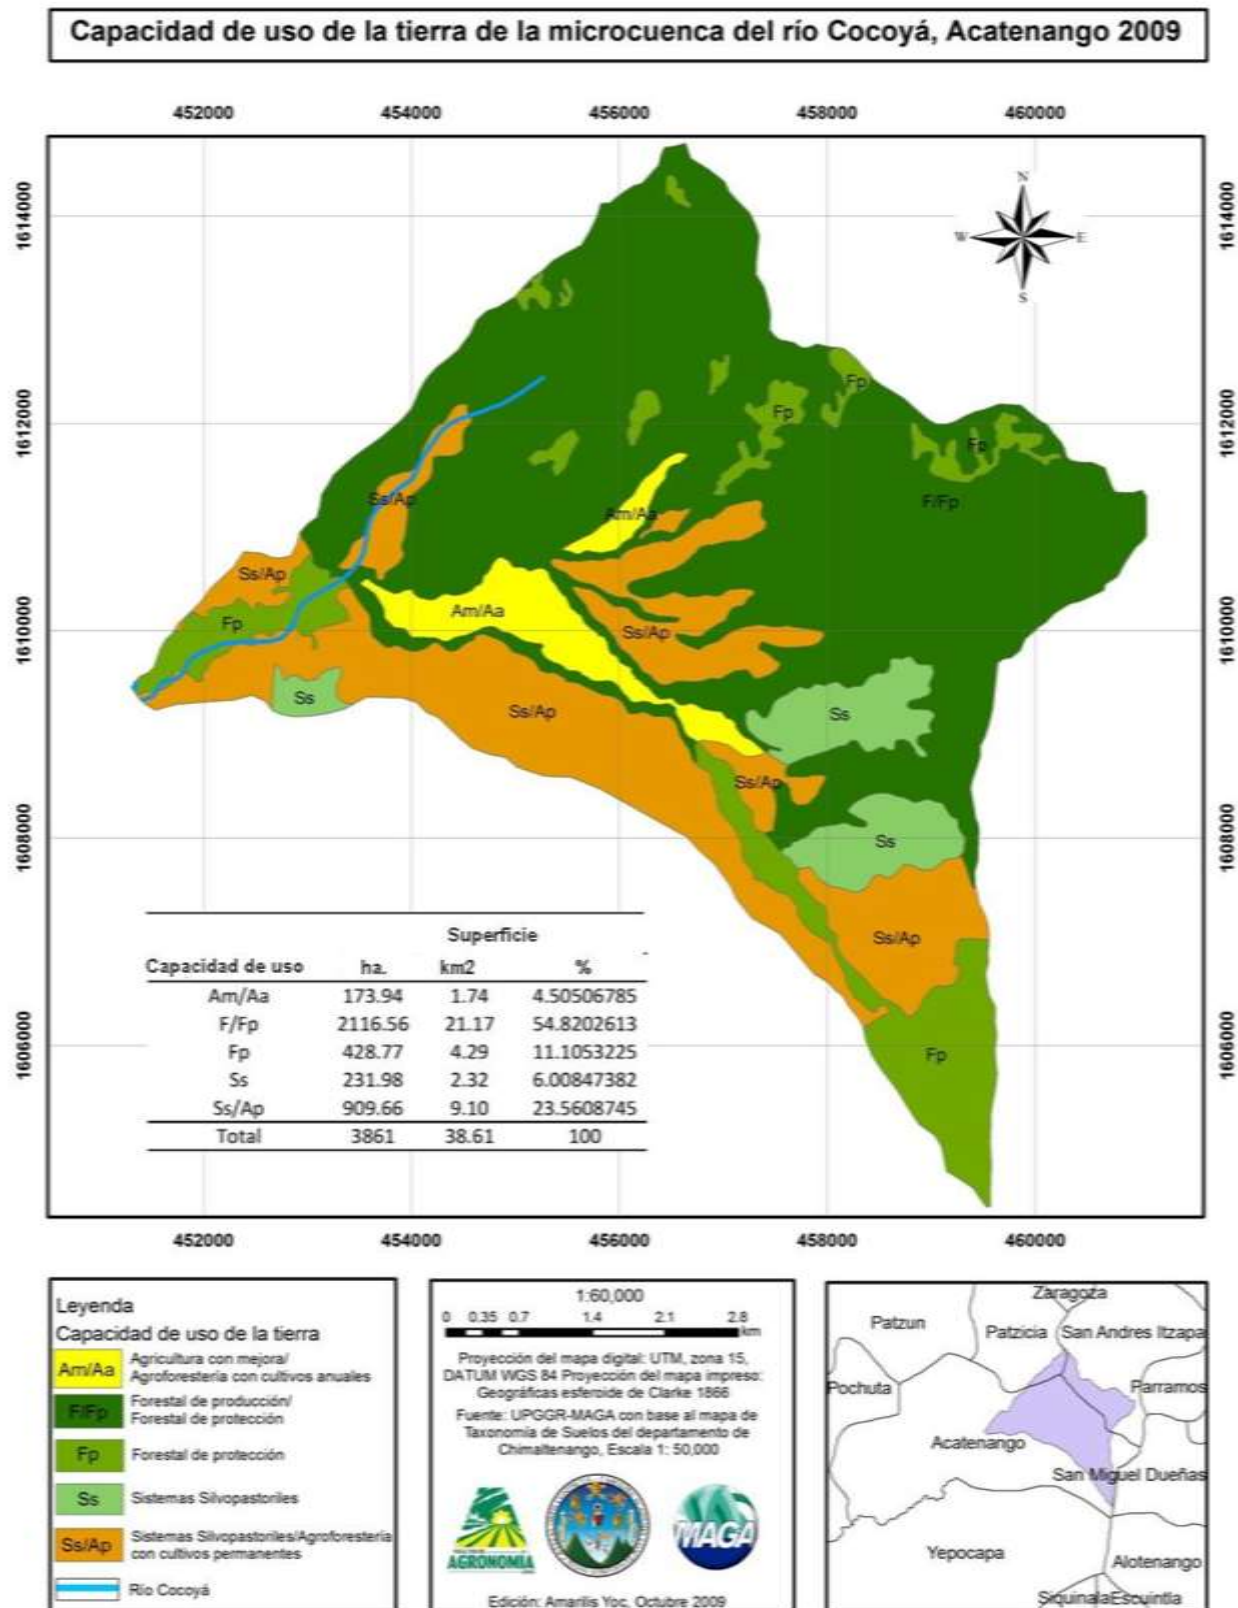 Capacidad de uso de la tierra de la microcuenca del río Cocoyá, Acatenango 2009
452000 454000 456000 458000 460000
1614000 1614000
N
W E
S
Fp
Fp
1612000 1612000
Fp
Ss/Ap
F/Fp
Am/Aa
Ss/Ap
Am/Aa
Fp
Ss/Ap
1610000 1610000
Ss
Ss/Ap
Ss
Ss/Ap
1608000 1608000
Ss
Ss/Ap
Superficie
Capacidad de uso ha. km2 %
Am/Aa 173.94 1.74 4.50506785
F/Fp 2116.56 21.17 54.8202613
Fp 428.77 4.29 11.1053225
Ss 231.98 2.32 6.00847382
Ss/Ap 909.66 9.10 23.5608745
Total 3861 38.61 100
1606000 1606000
Fp
452000 454000 456000 458000 460000
Leyenda
Capacidad de uso de la tierra
Am/Aa Agricultura con mejora/
Agroforestería con cultivos anuales
F/Fp Forestal de producción/
Forestal de protección
Fp Forestal de protección
Ss Sistemas Silvopastoriles
Ss/Ap Sistemas Silvopastoriles/Agroforestería
con cultivos permanentes
Río Cocoyá
1:60,000
0 0.35 0.7 1.4 2.1 2.8
km
Proyección del mapa digital: UTM, zona 15,
DATUM WGS 84 Proyección del mapa impreso:
Geográficas esferoide de Clarke 1866
Fuente: UPGGR-MAGA con base al mapa de
Taxonomía de Suelos del departamento de
Chimaltenango, Escala 1: 50,000
AGRONOMIA
MAGA
Edición: Amarilis Yoc, Octubre 2009
Zaragoza
Patzun
Patzicia
San Andres Itzapa
Pochuta
Parramos
Acatenango
San Miguel Dueñas
Yepocapa
Alotenango
Siquinala Escuintla